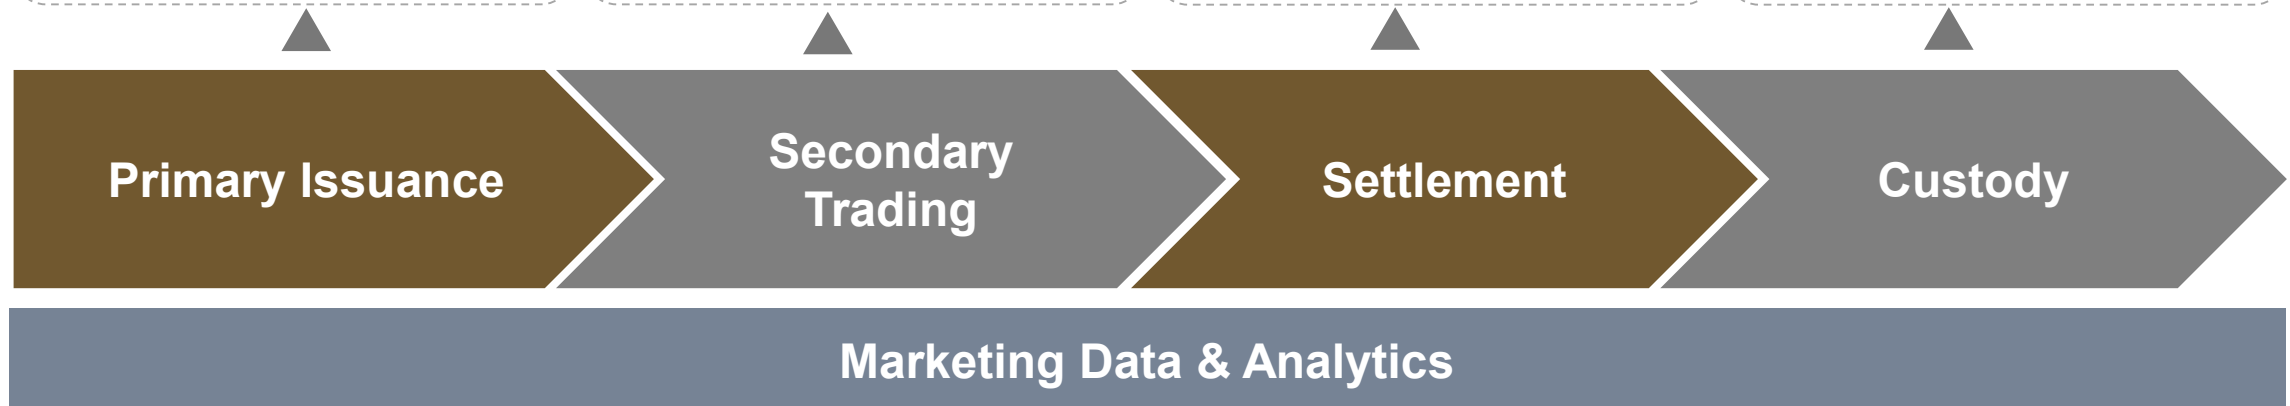 Primary Issuance
Secondary
Trading
Settlement
Custody
Marketing Data & Analytics